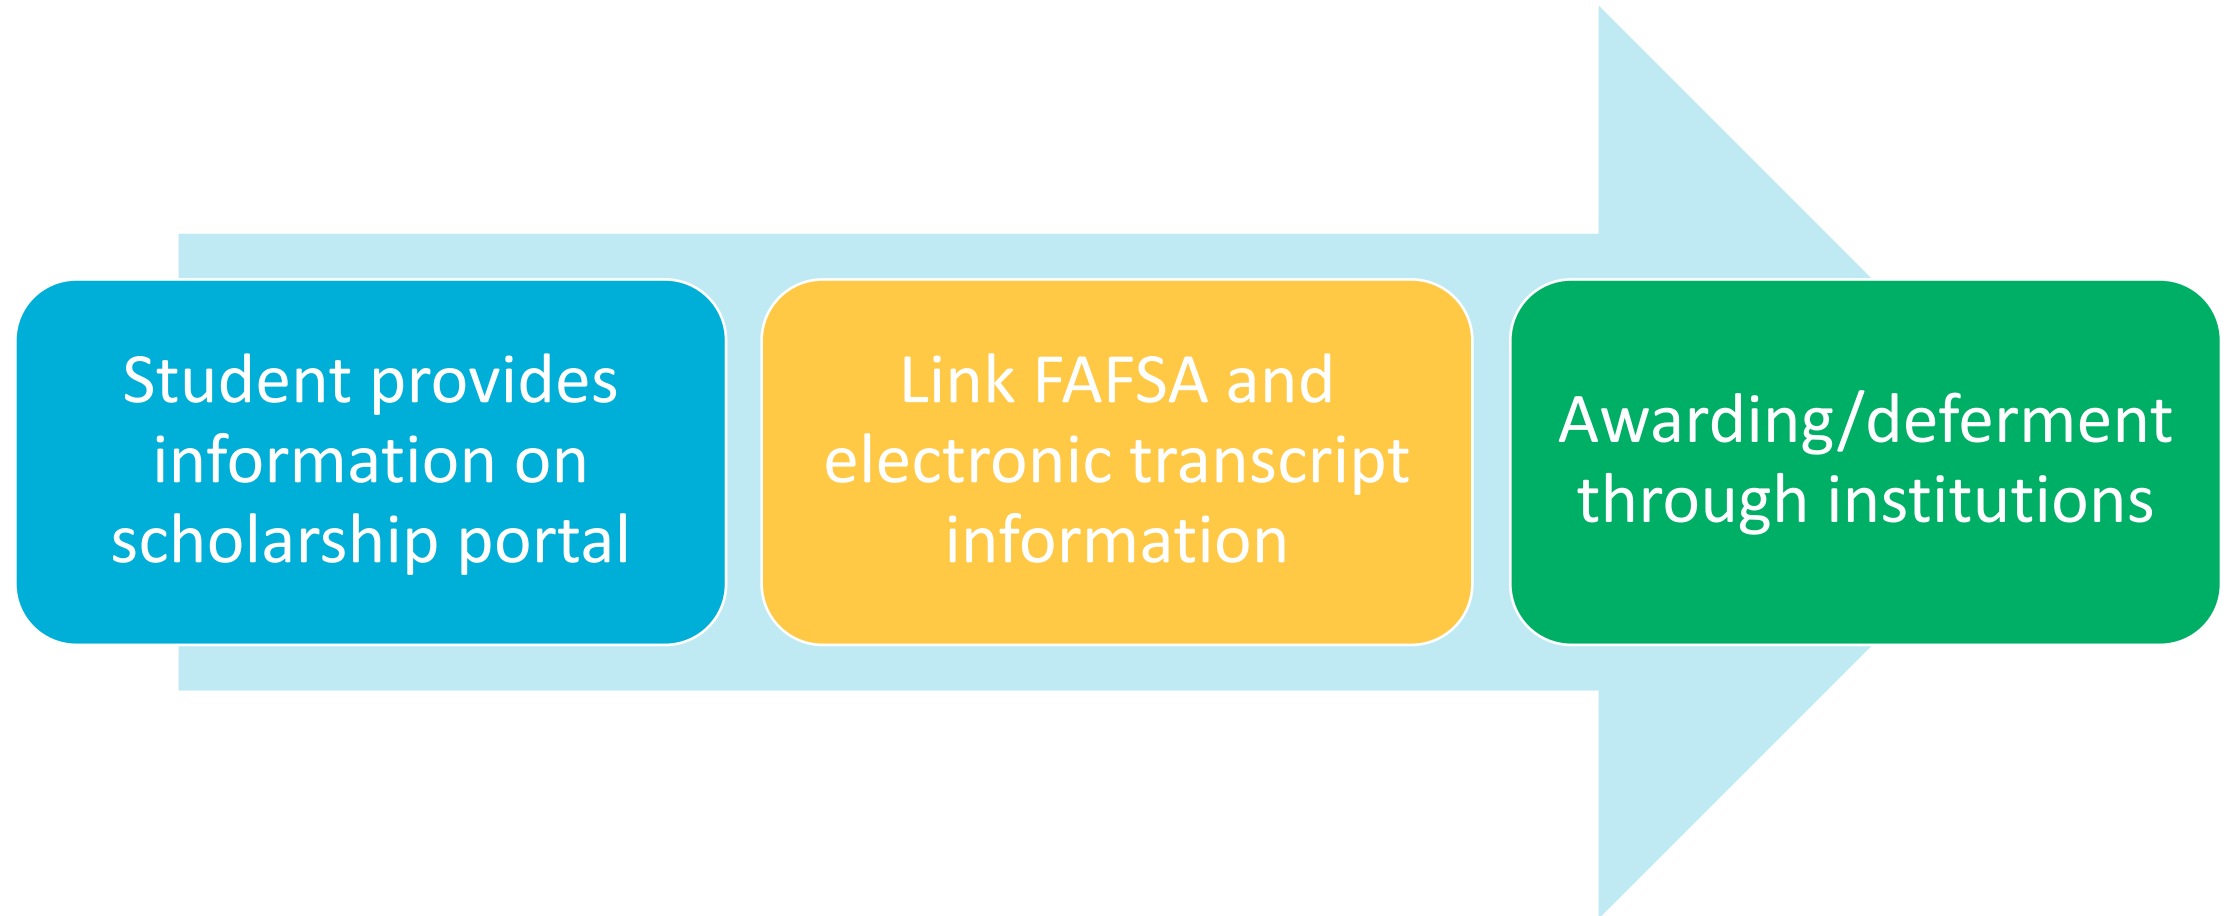 Student provides
information on
scholarship portal
Link FAFSA and
electronic transcript
information
Awarding/deferment
through institutions